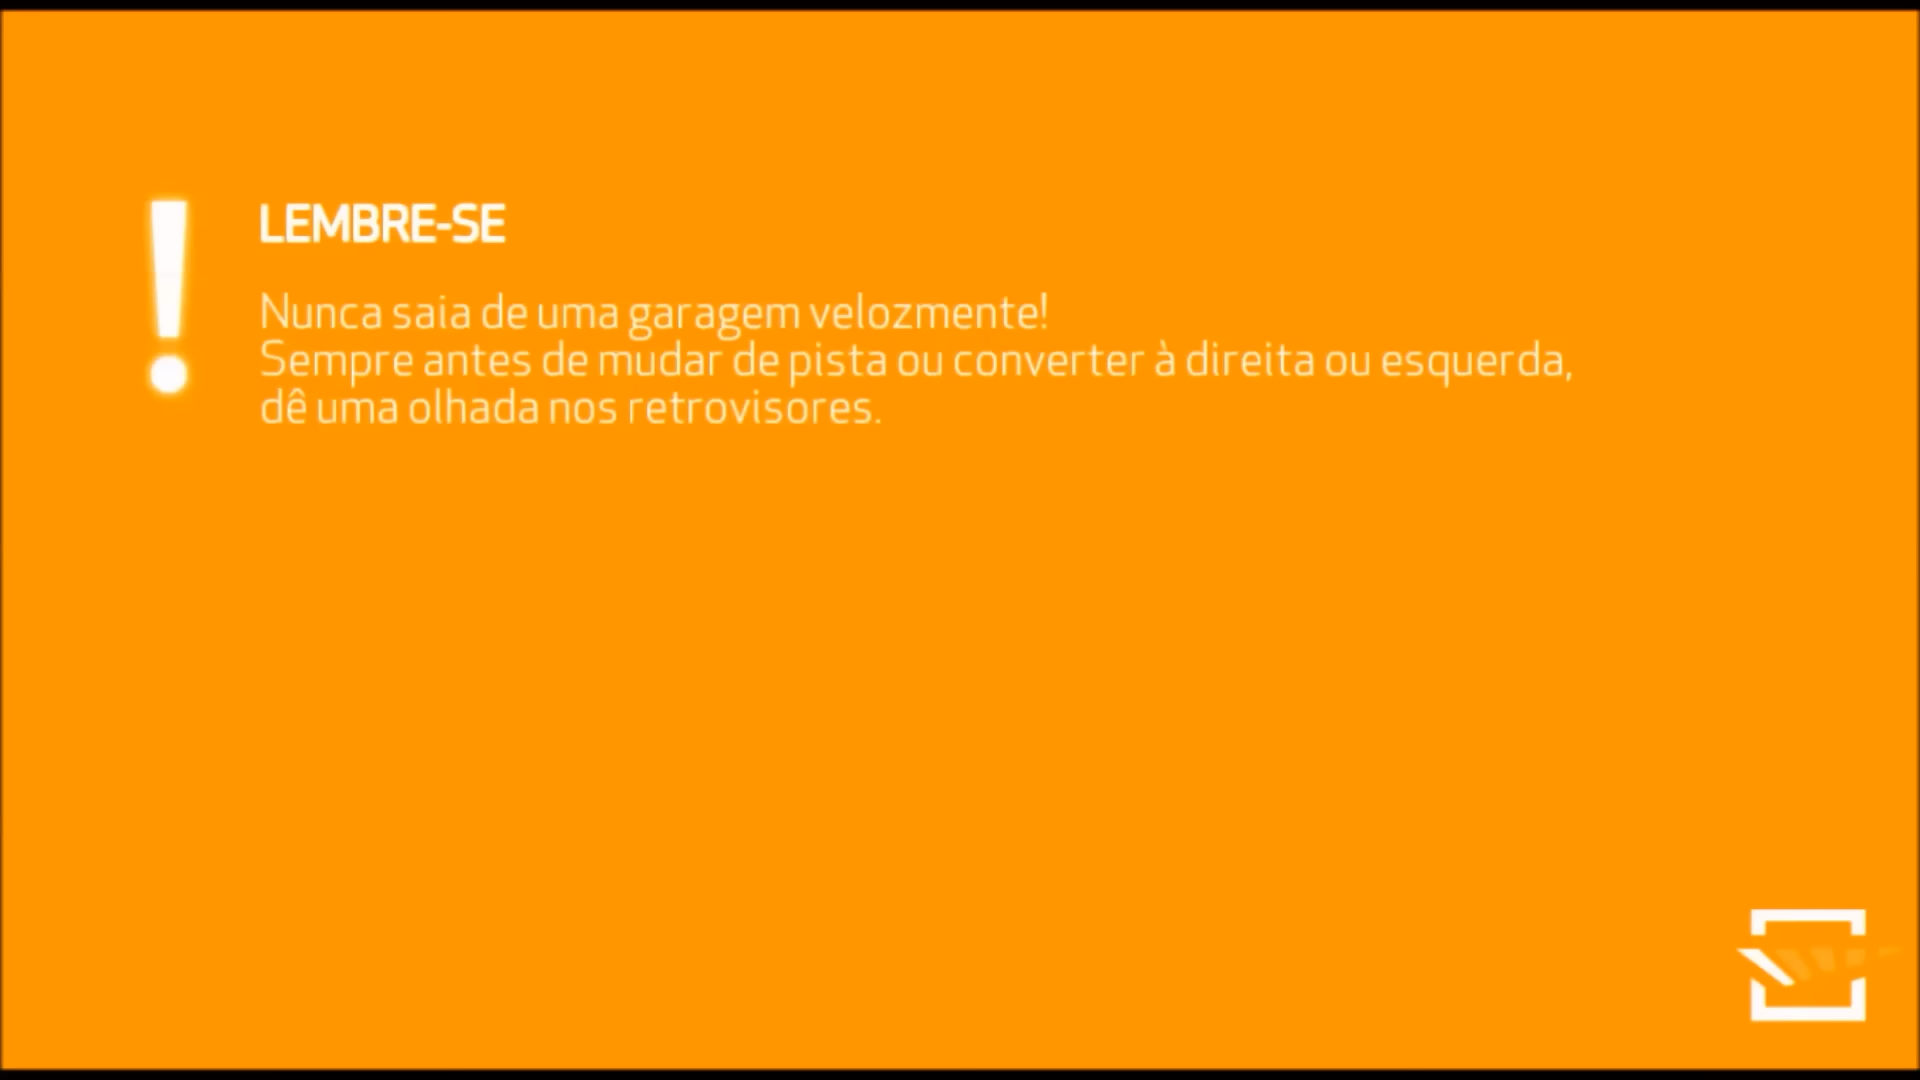 LEMBRE-SE
Nunca saia de uma garagem velozmente!
Sempre antes de mudar de pista ou converter à direita ou esquerda,
dê uma olhada nos retrovisores.